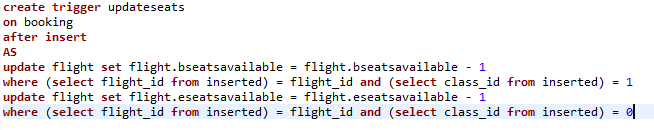 create trigger updateseats
on booking
after insert
AS
update flight set flight.bseatsavailable = flight.bseatsavailable - 1
where (select flight_id from inserted) = flight_id and (select class_id from inserted) = 1
update flight set flight.eseatsavailable = flight.eseatsavailable - 1
where (select flight_id from inserted) = flight_id and (select class_id from inserted) = 0